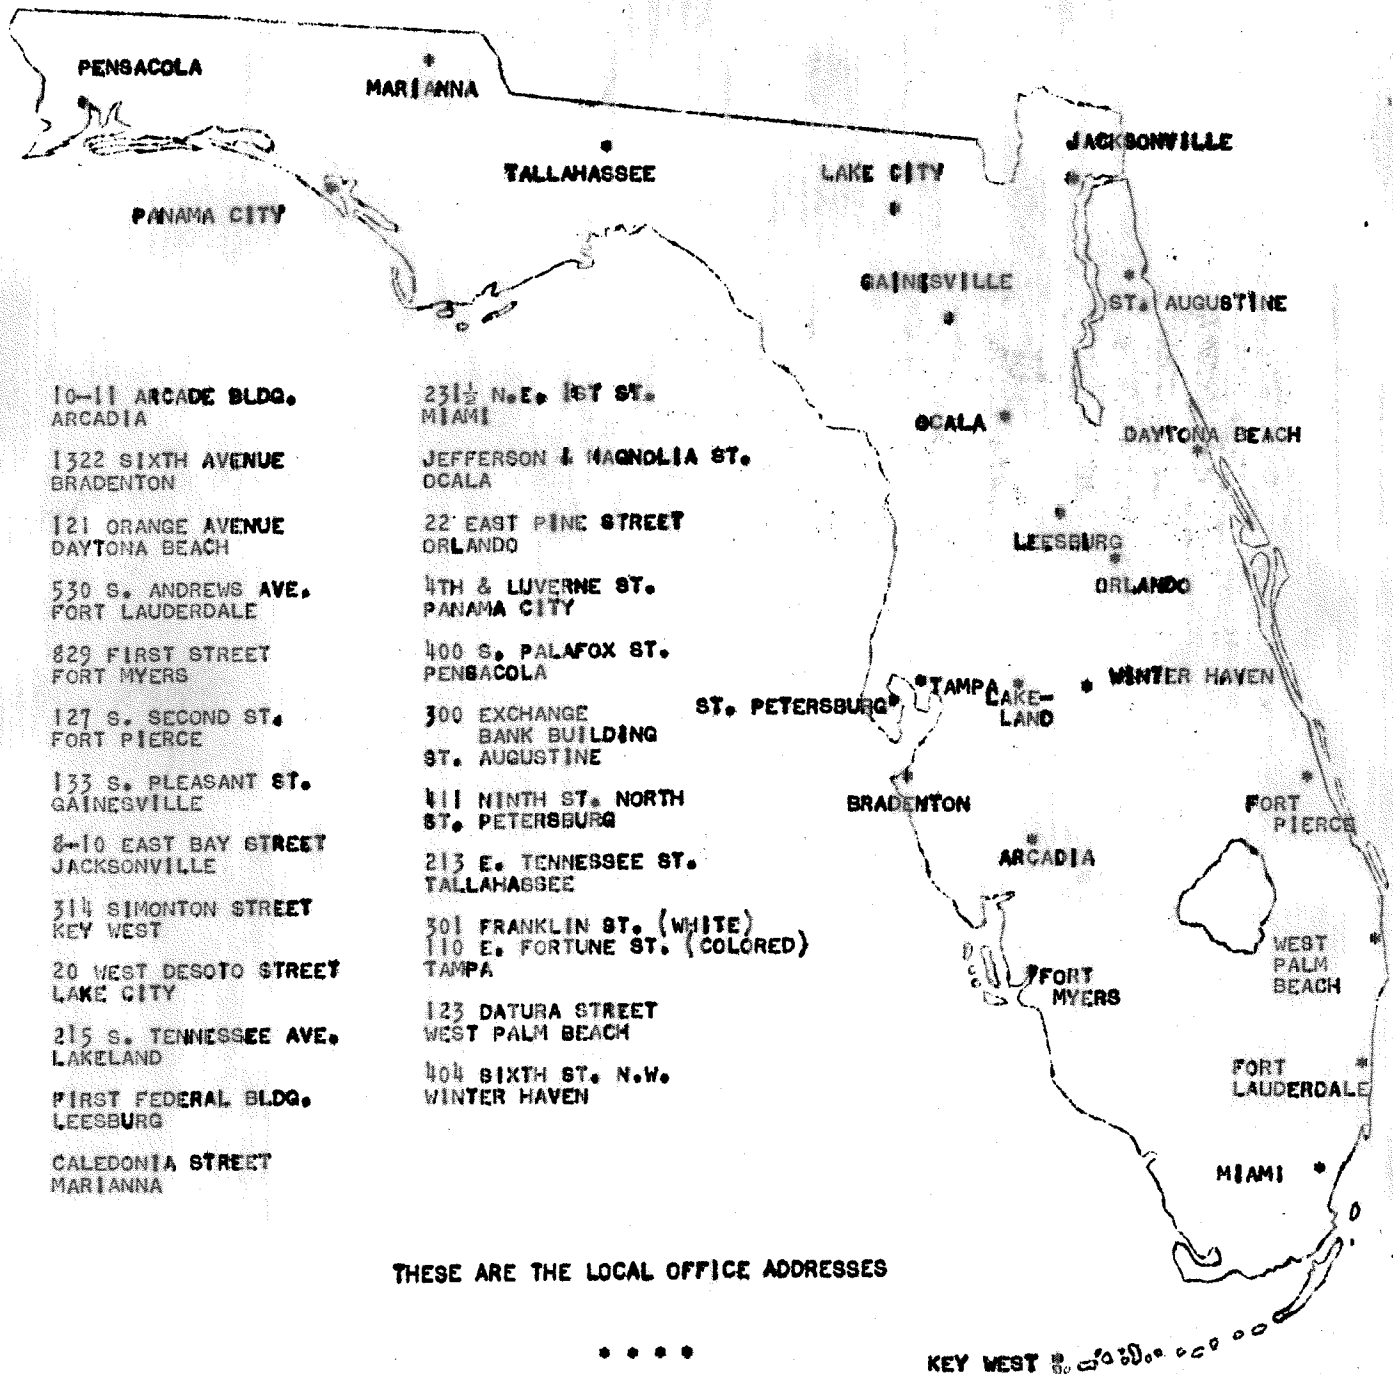 PENSACOLA
MARIANNA
TALLAHASSEE
LAKE CITY
JACKSONVILLE
PANAMA CITY
GAINESVILLE
ST. AUGUSTINE
OCALA
DAYTONA BEACH
LEESBURG
ORLANDO
WINTER HAVEN
TAMPA
LAKE-
LAND
ST. PETERSBURG
BRADENTON
FORT
PIERCE
ARCADIA
WEST
PALM
BEACH
FORT
MYERS
FORT
LAUDERDALE
MIAMI
KEY WEST
10-11 ARCADE BLDG.
ARCADIA
1322 SIXTH AVENUE
BRADENTON
121 ORANGE AVENUE
DAYTONA BEACH
530 S. ANDREWS AVE.
FORT LAUDERDALE
829 FIRST STREET
FORT MYERS
127 S. SECOND ST.
FORT PIERCE
133 S. PLEASANT ST.
GAINESVILLE
8-10 EAST BAY STREET
JACKSONVILLE
314 SIMONTON STREET
KEY WEST
20 WEST DESOTO STREET
LAKE CITY
215 S. TENNESSEE AVE.
LAKELAND
FIRST FEDERAL BLDG.
LEESBURG
CALEDONIA STREET
MARIANNA
231½ N.E. 1ST ST.
MIAMI
JEFFERSON & MAGNOLIA ST.
OCALA
22 EAST PINE STREET
ORLANDO
4TH & LUVERNE ST.
PANAMA CITY
400 S. PALAFOX ST.
PENSACOLA
300 EXCHANGE
BANK BUILDING
ST. AUGUSTINE
411 NINTH ST. NORTH
ST. PETERSBURG
213 E. TENNESSEE ST.
TALLAHASSEE
301 FRANKLIN ST. (WHITE)
110 E. FORTUNE ST. (COLORED)
TAMPA
123 DATURA STREET
WEST PALM BEACH
404 SIXTH ST. N.W.
WINTER HAVEN
THESE ARE THE LOCAL OFFICE ADDRESSES
* * * *